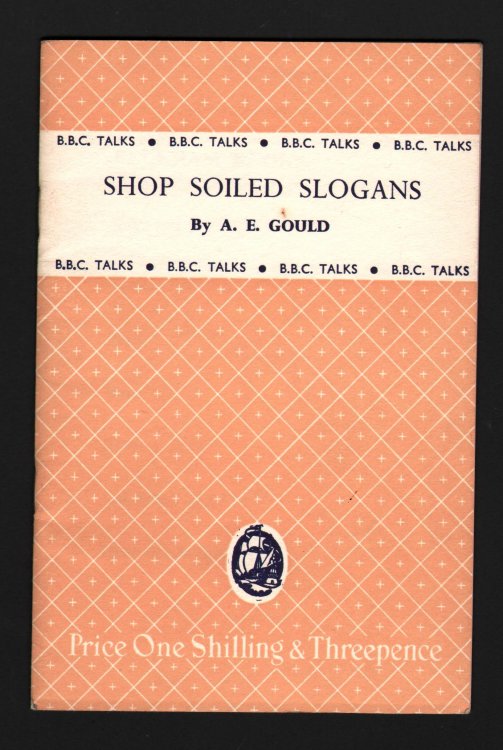 B.B.C. TALKS ● B.B.C. TALKS ● B.B.C. TALKS ● B.B.C. TALKS
SHOP SOILED SLOGANS
By A. E. GOULD
B.B.C. TALKS ● B.B.C. TALKS ● B.B.C. TALKS ● B.B.C. TALKS
Price One Shilling & Threepence